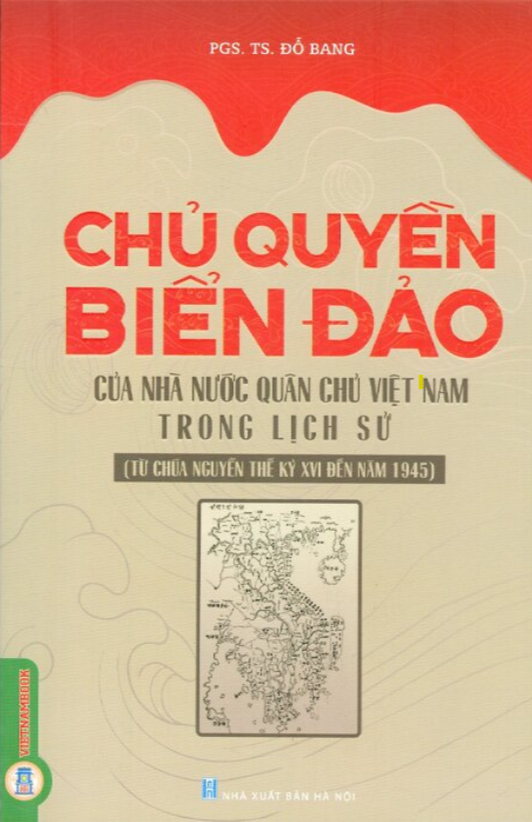 PGS. TS. ĐỖ BANG
CHỦ QUYỀN
BIỂN ĐẢO
CỦA NHÀ NƯỚC QUÂN CHỦ VIỆT NAM
TRONG LỊCH SỬ
(TỪ CHÚA NGUYỄN THẾ KỶ XVI ĐẾN NĂM 1945)
VIETNAMBOOK
NHÀ XUẤT BẢN HÀ NỘI